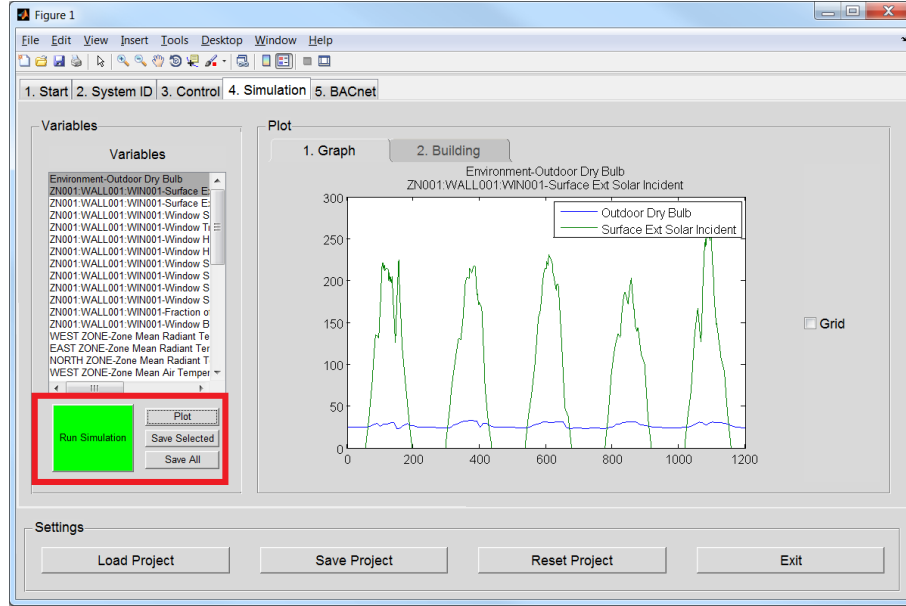 Figure 1
File Edit View Insert Tools Desktop Window Help
1. Start 2. System ID 3. Control 4. Simulation 5. BACnet
Variables
Variables
Environment-Outdoor Dry Bulb
ZN001:WALL001:WIN001-Surface E
ZN001:WALL001:WIN001-Surface E
ZN001:WALL001:WIN001-Window S
ZN001:WALL001:WIN001-Window T
ZN001:WALL001:WIN001-Window H
ZN001:WALL001:WIN001-Window H
ZN001:WALL001:WIN001-Window S
ZN001:WALL001:WIN001-Window S
ZN001:WALL001:WIN001-Window S
ZN001:WALL001:WIN001-Window S
ZN001:WALL001:WIN001-Fraction o
ZN001:WALL001:WIN001-Window B
WEST ZONE-Zone Mean Radiant Te
EAST ZONE-Zone Mean Radiant Ter
NORTH ZONE-Zone Mean Radiant T
WEST ZONE-Zone Mean Air Temper
Run Simulation
Plot
Save Selected
Save All
Plot
1. Graph 2. Building
Environment-Outdoor Dry Bulb
ZN001:WALL001:WIN001-Surface Ext Solar Incident
Outdoor Dry Bulb
Surface Ext Solar Incident
300
250
200
150
100
50
0
0 200 400 600 800 1000 1200
Grid
Settings
Load Project Save Project Reset Project Exit